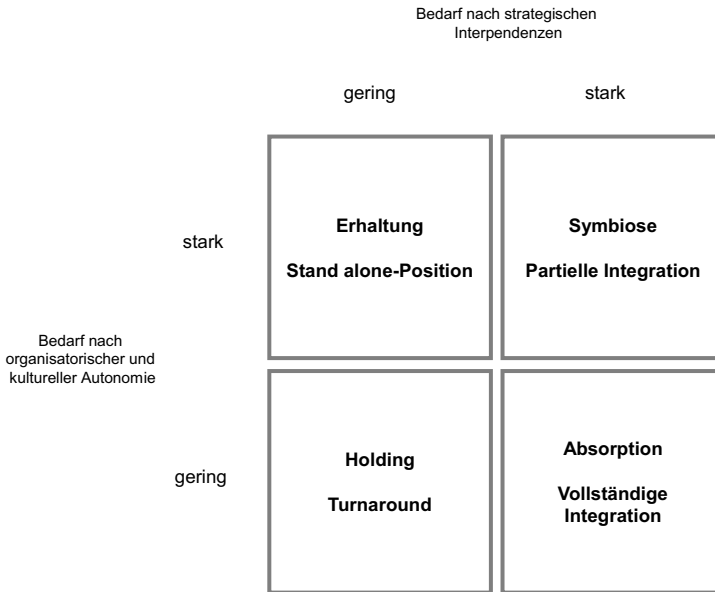 Bedarf nach strategischen
Interpendenzen
gering
stark
stark
Erhaltung
Stand alone-Position
Symbiose
Partielle Integration
Bedarf nach
organisatorischer und
kultureller Autonomie
gering
Holding
Turnaround
Absorption
Vollständige
Integration